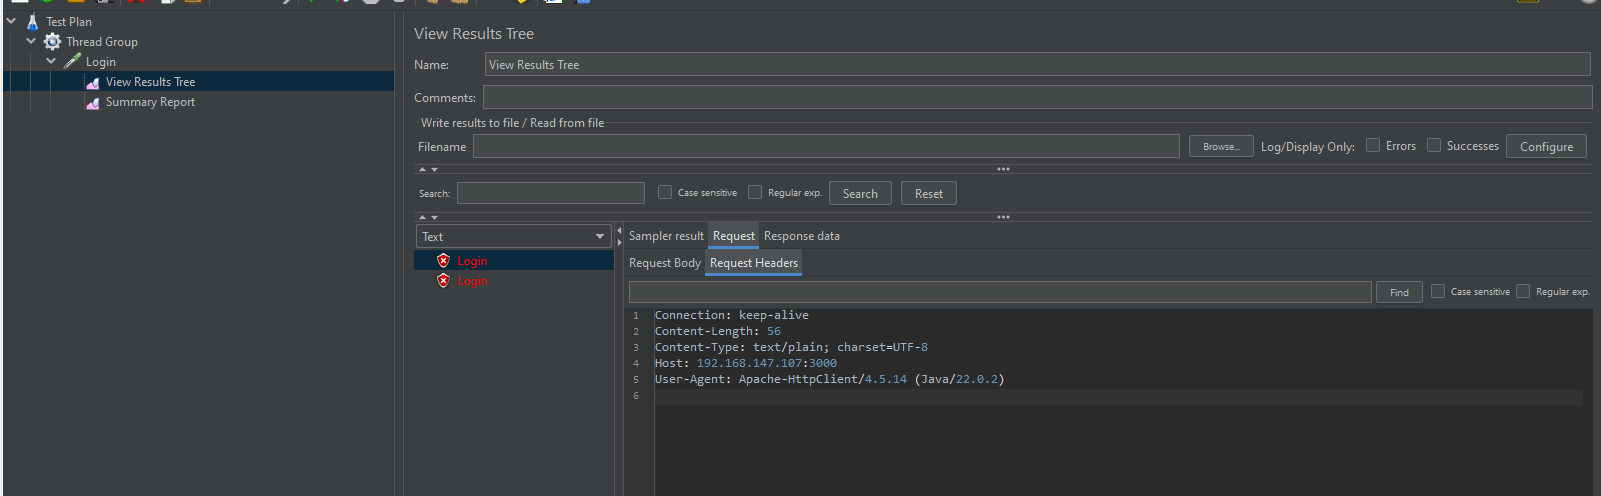 Test Plan
Thread Group
Login
View Results Tree
Summary Report
View Results Tree
Name: View Results Tree
Comments:
Write results to file / Read from file
Filename Browse... Log/Display Only: Errors Successes Configure
Search: Case sensitive Regular exp. Search Reset
Text
Login
Login
Sampler result Request Response data
Request Body Request Headers
Find Case sensitive Regular exp.
1 Connection: keep-alive
2 Content-Length: 56
3 Content-Type: text/plain; charset=UTF-8
4 Host: 192.168.147.107:3000
5 User-Agent: Apache-HttpClient/4.5.14 (Java/22.0.2)
6